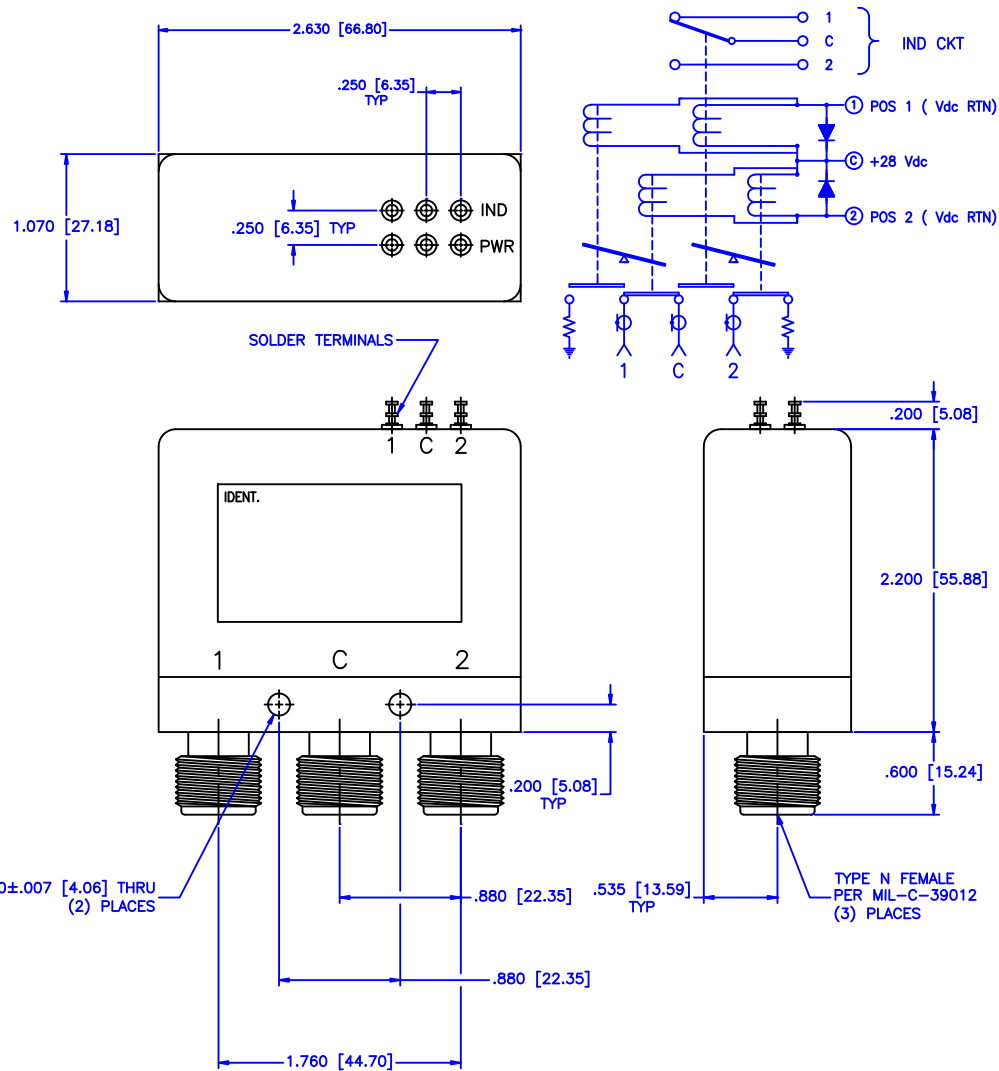 2.630 [66.80]
.250 [6.35]
TYP
1.070 [27.18]
.250 [6.35] TYP
IND
PWR
1
C
2
IND CKT
1 POS 1 ( Vdc RTN)
C +28 Vdc
2 POS 2 ( Vdc RTN)
1 C 2
SOLDER TERMINALS
1 C 2
IDENT.
1 C 2
.200 [5.08]
2.200 [55.88]
.200 [5.08]
TYP
.600 [15.24]
0±.007 [4.06] THRU
(2) PLACES
.880 [22.35]
.535 [13.59]
TYP
TYPE N FEMALE
PER MIL-C-39012
(3) PLACES
.880 [22.35]
1.760 [44.70]